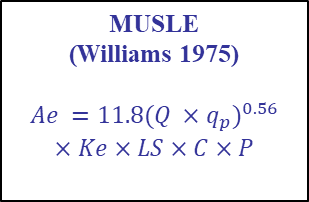 MUSLE
(Williams 1975)
Ae = 11.8(Q × qₚ)⁰·⁵⁶
× Ke × LS × C × P